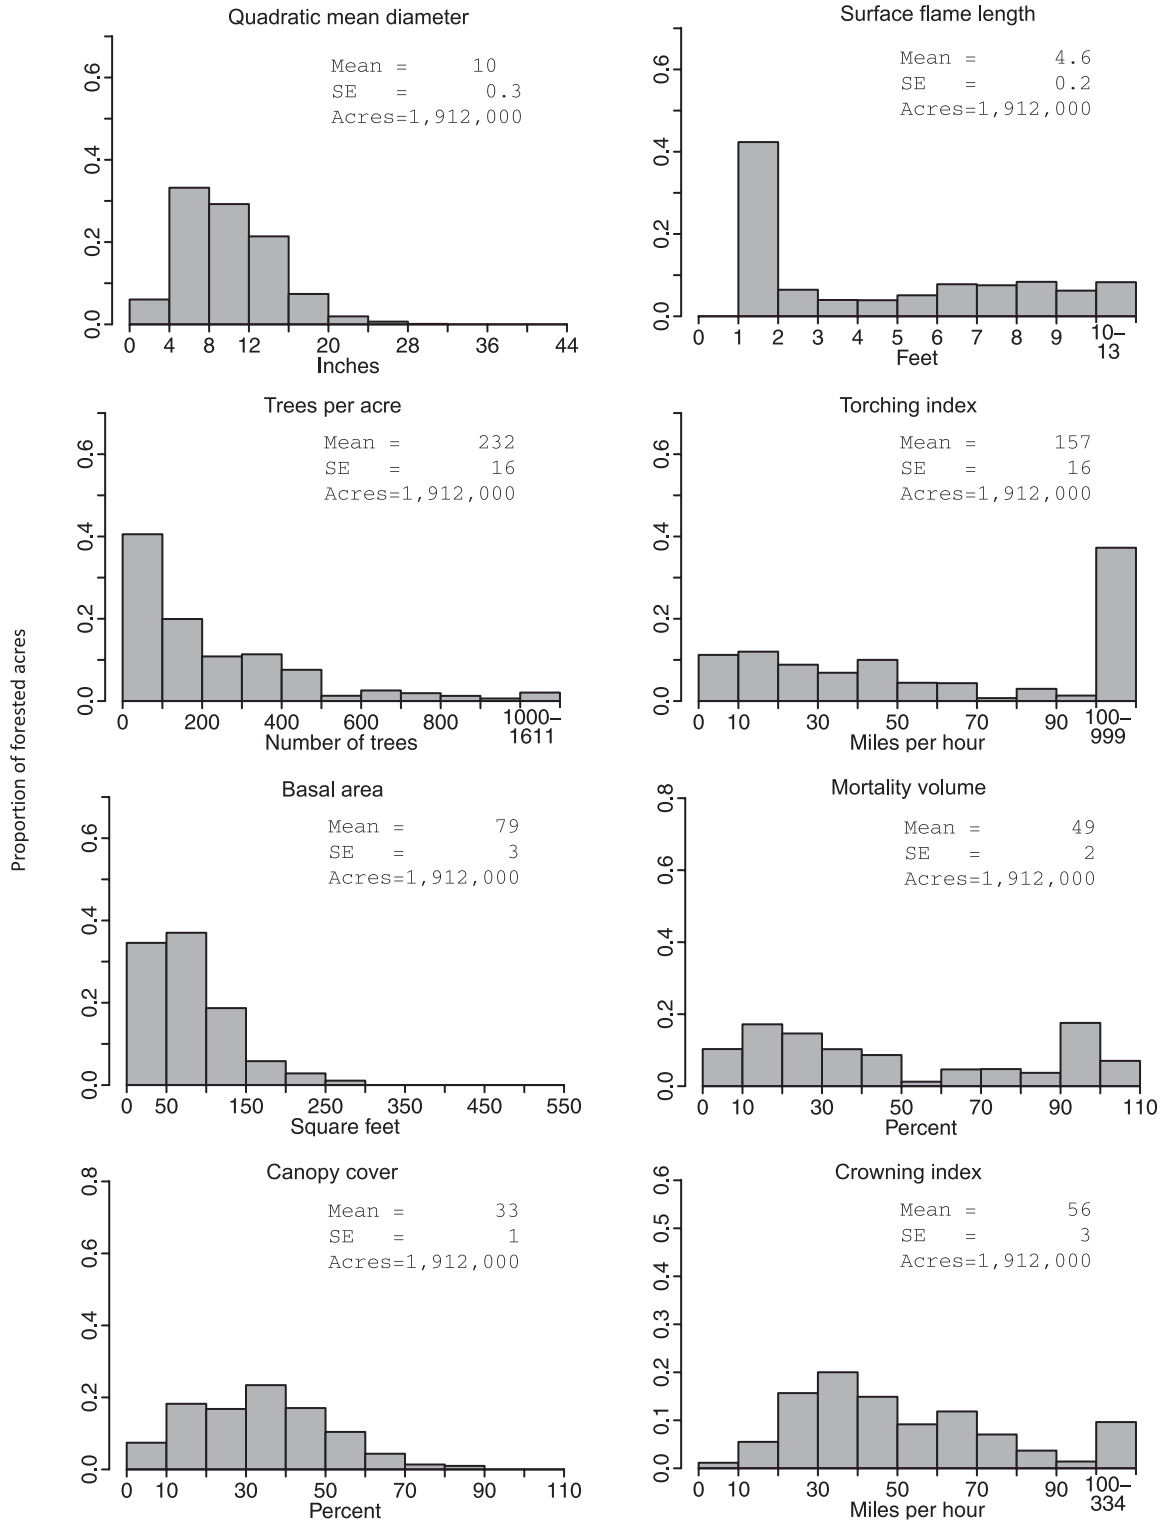 Proportion of forested acres
Quadratic mean diameter
Mean = 10
SE = 0.3
Acres=1,912,000
0.0 0.2 0.4 0.6
0 4 8 12 20 28 36 44
Inches
Surface flame length
Mean = 4.6
SE = 0.2
Acres=1,912,000
0.0 0.2 0.4 0.6
0 1 2 3 4 5 6 7 8 9 10–
13
Feet
Trees per acre
Mean = 232
SE = 16
Acres=1,912,000
0.0 0.2 0.4 0.6
0 200 400 600 800 1000–
1611
Number of trees
Torching index
Mean = 157
SE = 16
Acres=1,912,000
0.0 0.2 0.4 0.6
0 10 30 50 70 90 100–
999
Miles per hour
Basal area
Mean = 79
SE = 3
Acres=1,912,000
0.0 0.2 0.4 0.6
0 50 150 250 350 450 550
Square feet
Mortality volume
Mean = 49
SE = 2
Acres=1,912,000
0.0 0.2 0.4 0.6 0.8
0 10 30 50 70 90 110
Percent
Canopy cover
Mean = 33
SE = 1
Acres=1,912,000
0.0 0.2 0.4 0.6 0.8
0 10 30 50 70 90 110
Percent
Crowning index
Mean = 56
SE = 3
Acres=1,912,000
0.0 0.1 0.2 0.3 0.4 0.5 0.6
0 10 30 50 70 90 100–
334
Miles per hour